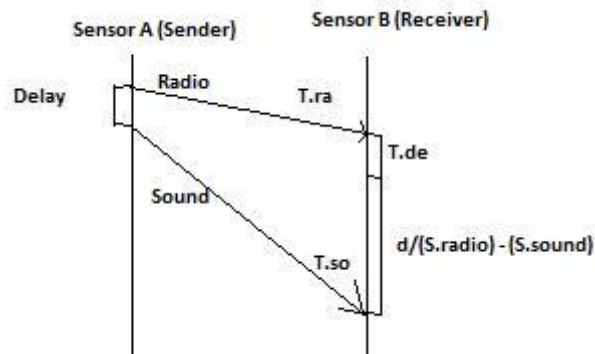 Sensor A (Sender)
Sensor B (Receiver)
Delay
Radio
T.ra
T.de
Sound
T.so
d/(S.radio) - (S.sound)